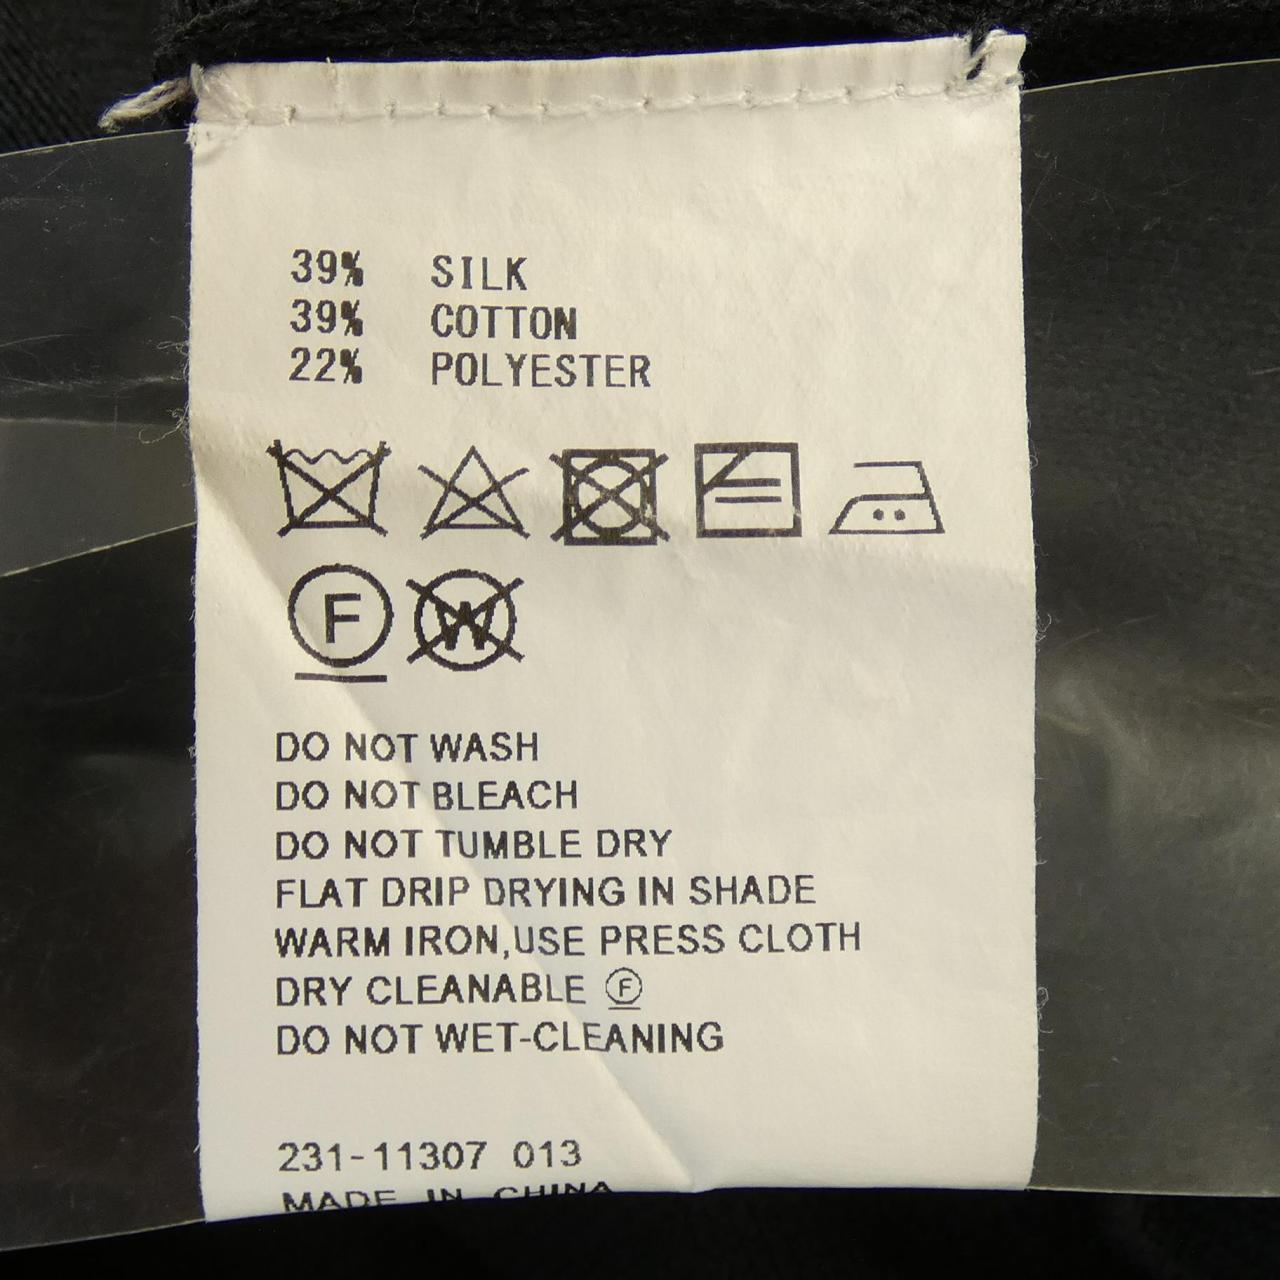 39% SILK
39% COTTON
22% POLYESTER
F W
DO NOT WASH
DO NOT BLEACH
DO NOT TUMBLE DRY
FLAT DRIP DRYING IN SHADE
WARM IRON,USE PRESS CLOTH
DRY CLEANABLE Ⓕ
DO NOT WET-CLEANING
231-11307 013
MADE IN CHINA